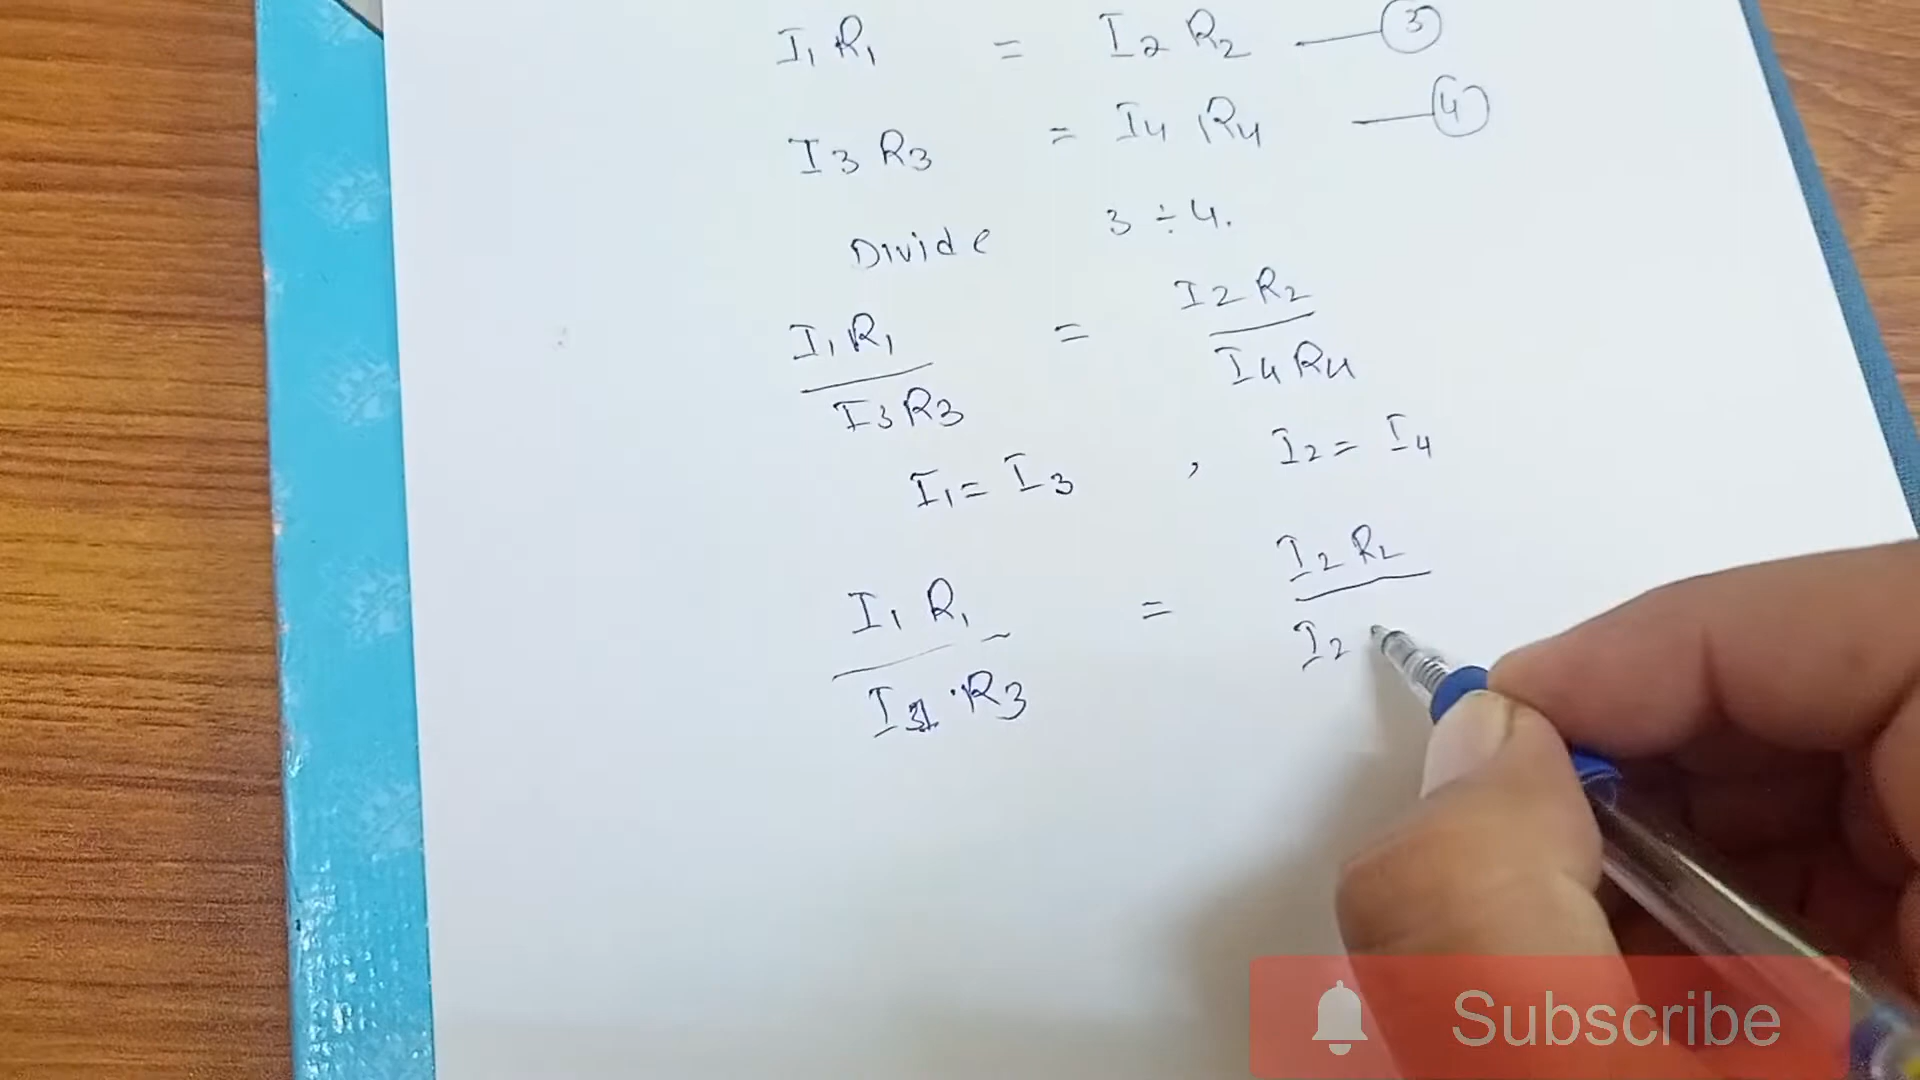 I₁ R₁ = I₂ R₂ — ③
I₃ R₃ = I₄ R₄ — ④
Divide 3 ÷ 4.
I₁ R₁ / I₃ R₃ = I₂ R₂ / I₄ R₄
I₁ = I₃ , I₂ = I₄
I₁ R₁ / I₁ · R₃ = I₂ R₂ / I₂
Subscribe